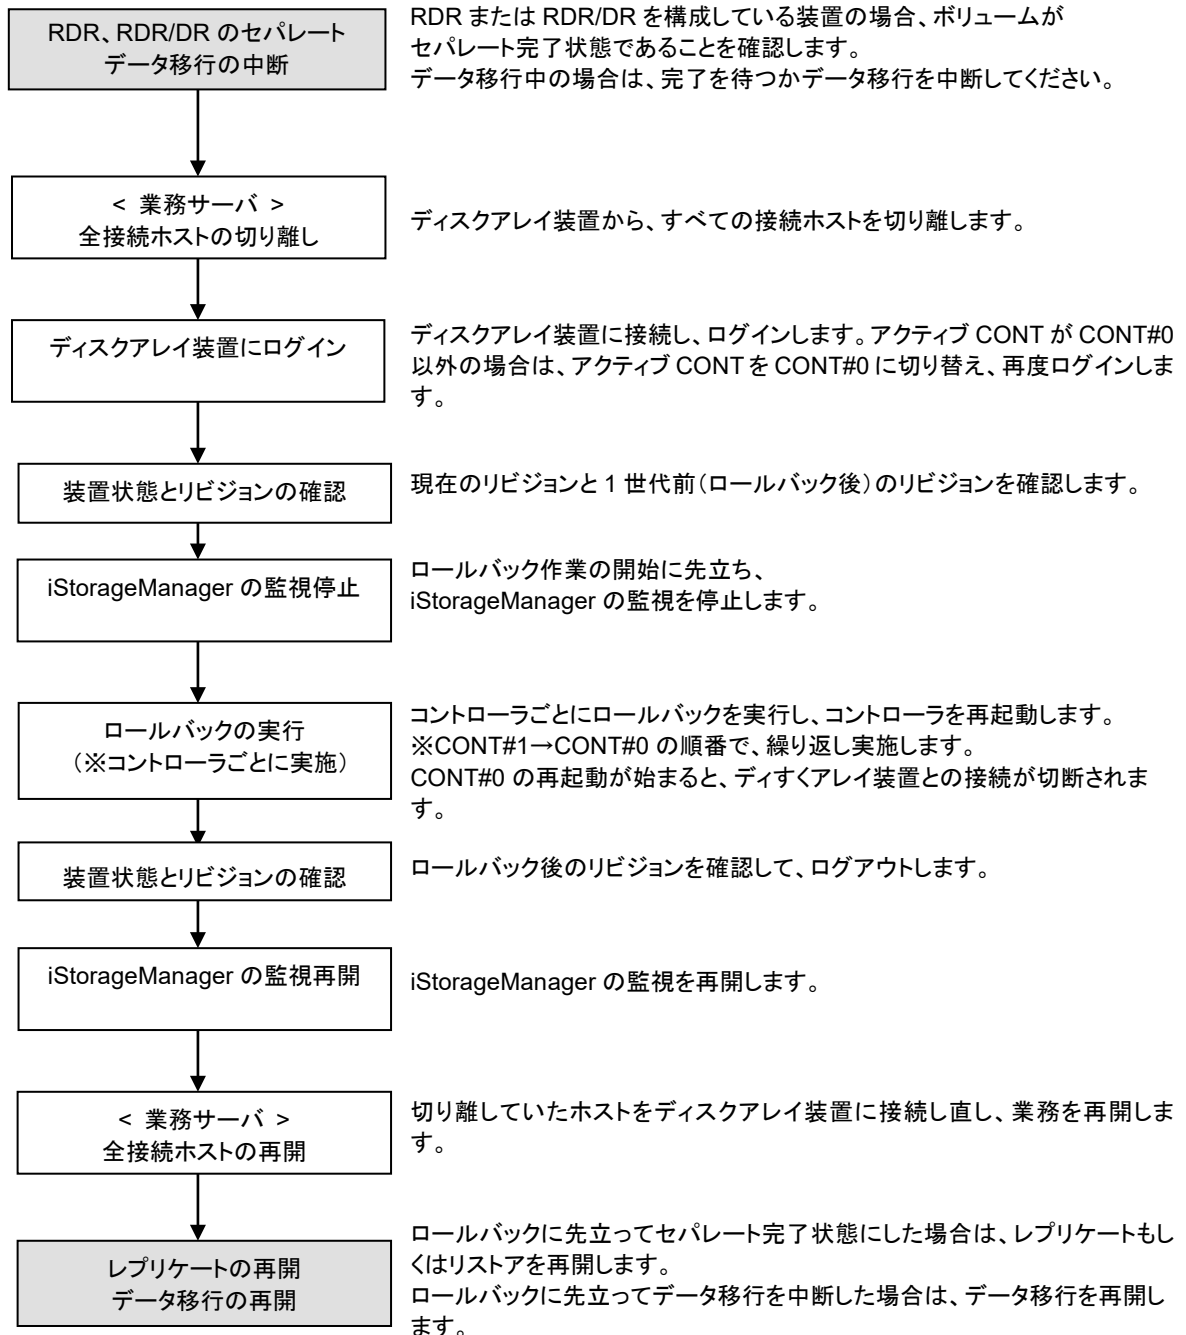 RDR、RDR/DR のセパレート
データ移行の中断
RDR または RDR/DR を構成している装置の場合、ボリュームが
セパレート完了状態であることを確認します。
データ移行中の場合は、完了を待つかデータ移行を中断してください。
< 業務サーバ >
全接続ホストの切り離し
ディスクアレイ装置から、すべての接続ホストを切り離します。
ディスクアレイ装置にログイン
ディスクアレイ装置に接続し、ログインします。アクティブ CONT が CONT#0
以外の場合は、アクティブ CONT を CONT#0 に切り替え、再度ログインしま
す。
装置状態とリビジョンの確認
現在のリビジョンと 1 世代前(ロールバック後)のリビジョンを確認します。
iStorageManager の監視停止
ロールバック作業の開始に先立ち、
iStorageManager の監視を停止します。
ロールバックの実行
(※コントローラごとに実施)
コントローラごとにロールバックを実行し、コントローラを再起動します。
※CONT#1→CONT#0 の順番で、繰り返し実施します。
CONT#0 の再起動が始まると、ディすくアレイ装置との接続が切断されま
す。
装置状態とリビジョンの確認
ロールバック後のリビジョンを確認して、ログアウトします。
iStorageManager の監視再開
iStorageManager の監視を再開します。
< 業務サーバ >
全接続ホストの再開
切り離していたホストをディスクアレイ装置に接続し直し、業務を再開しま
す。
レプリケートの再開
データ移行の再開
ロールバックに先立ってセパレート完了状態にした場合は、レプリケートもし
くはリストアを再開します。
ロールバックに先立ってデータ移行を中断した場合は、データ移行を再開し
ます。